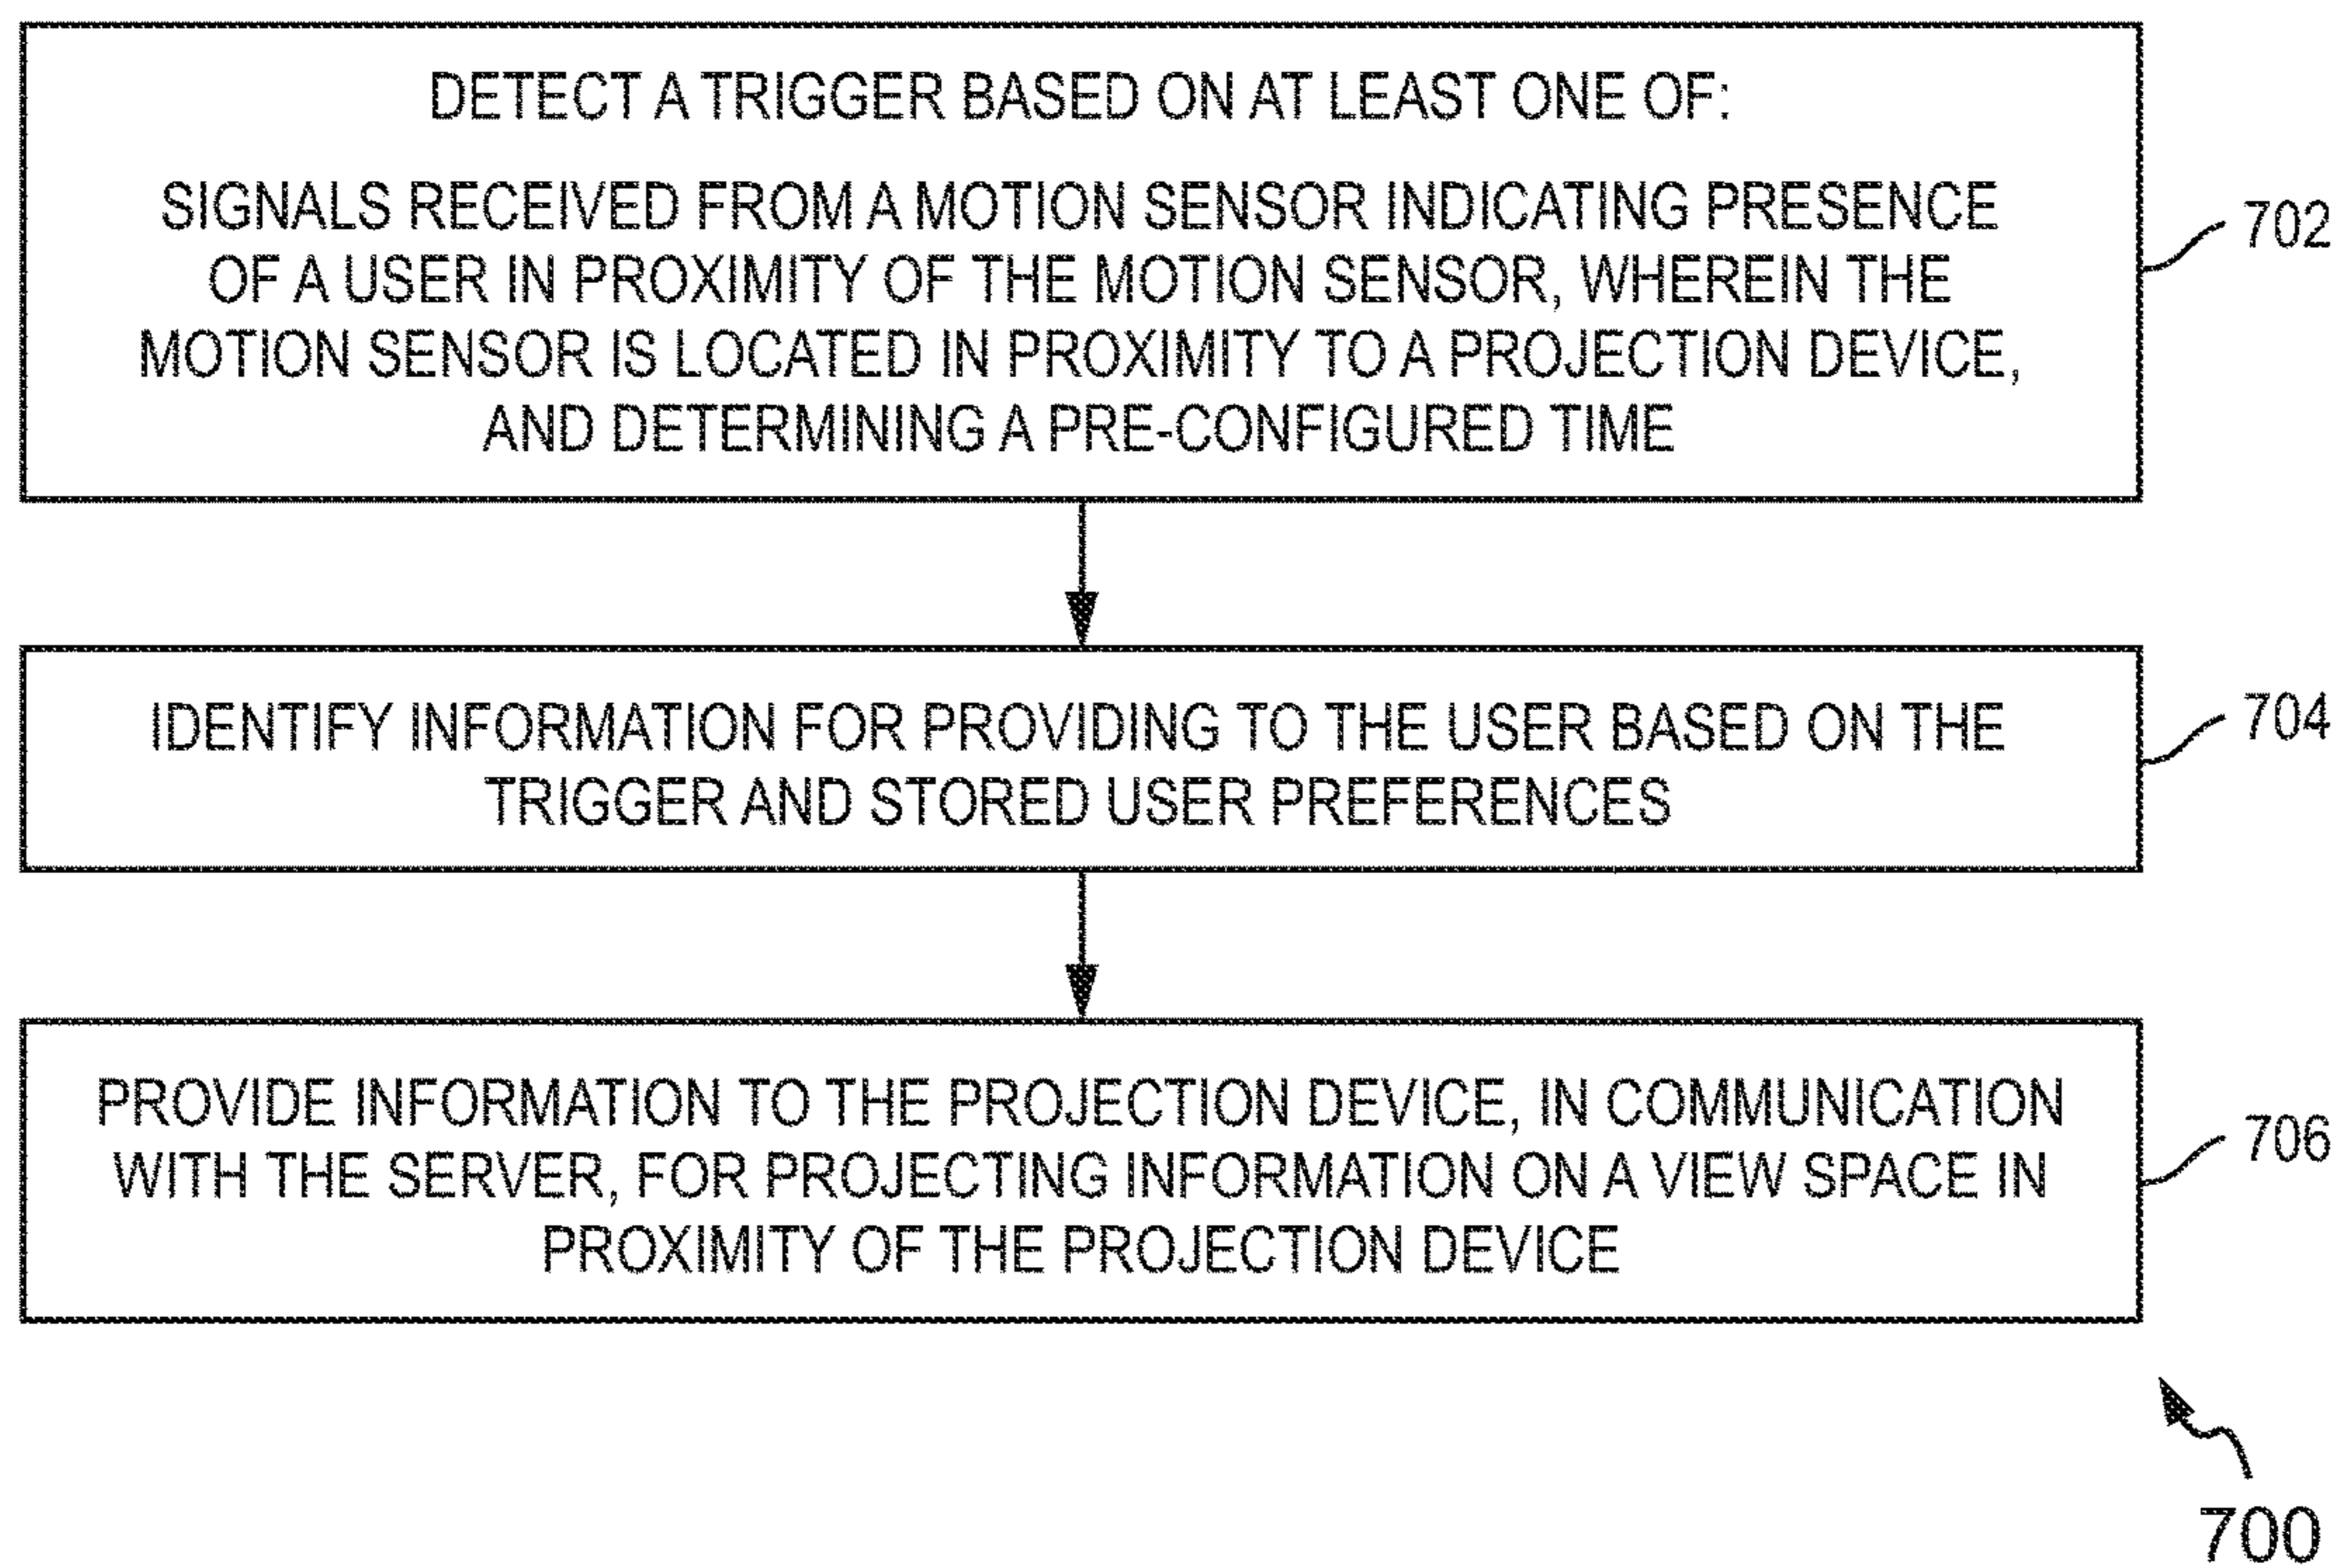 DETECT A TRIGGER BASED ON AT LEAST ONE OF:
SIGNALS RECEIVED FROM A MOTION SENSOR INDICATING PRESENCE
OF A USER IN PROXIMITY OF THE MOTION SENSOR, WHEREIN THE
MOTION SENSOR IS LOCATED IN PROXIMITY TO A PROJECTION DEVICE,
AND DETERMINING A PRE-CONFIGURED TIME
702
IDENTIFY INFORMATION FOR PROVIDING TO THE USER BASED ON THE
TRIGGER AND STORED USER PREFERENCES
704
PROVIDE INFORMATION TO THE PROJECTION DEVICE, IN COMMUNICATION
WITH THE SERVER, FOR PROJECTING INFORMATION ON A VIEW SPACE IN
PROXIMITY OF THE PROJECTION DEVICE
706
700